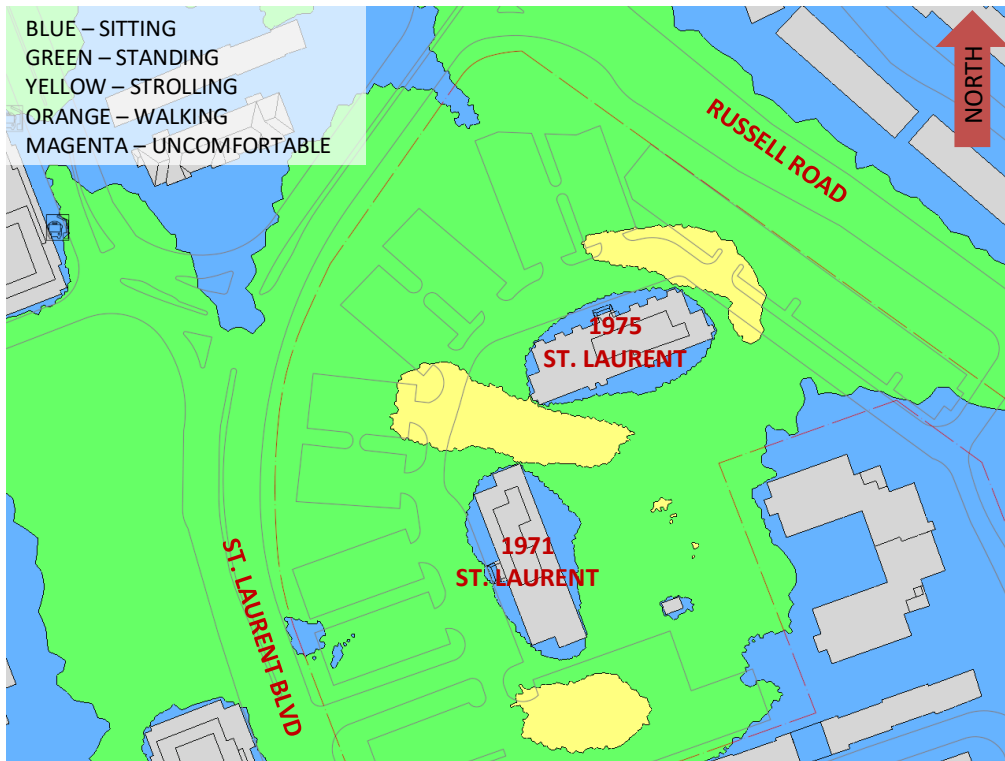 BLUE – SITTING
GREEN – STANDING
YELLOW – STROLLING
ORANGE – WALKING
MAGENTA – UNCOMFORTABLE
NORTH
RUSSELL ROAD
1975
ST. LAURENT
1971
ST. LAURENT
ST. LAURENT BLVD